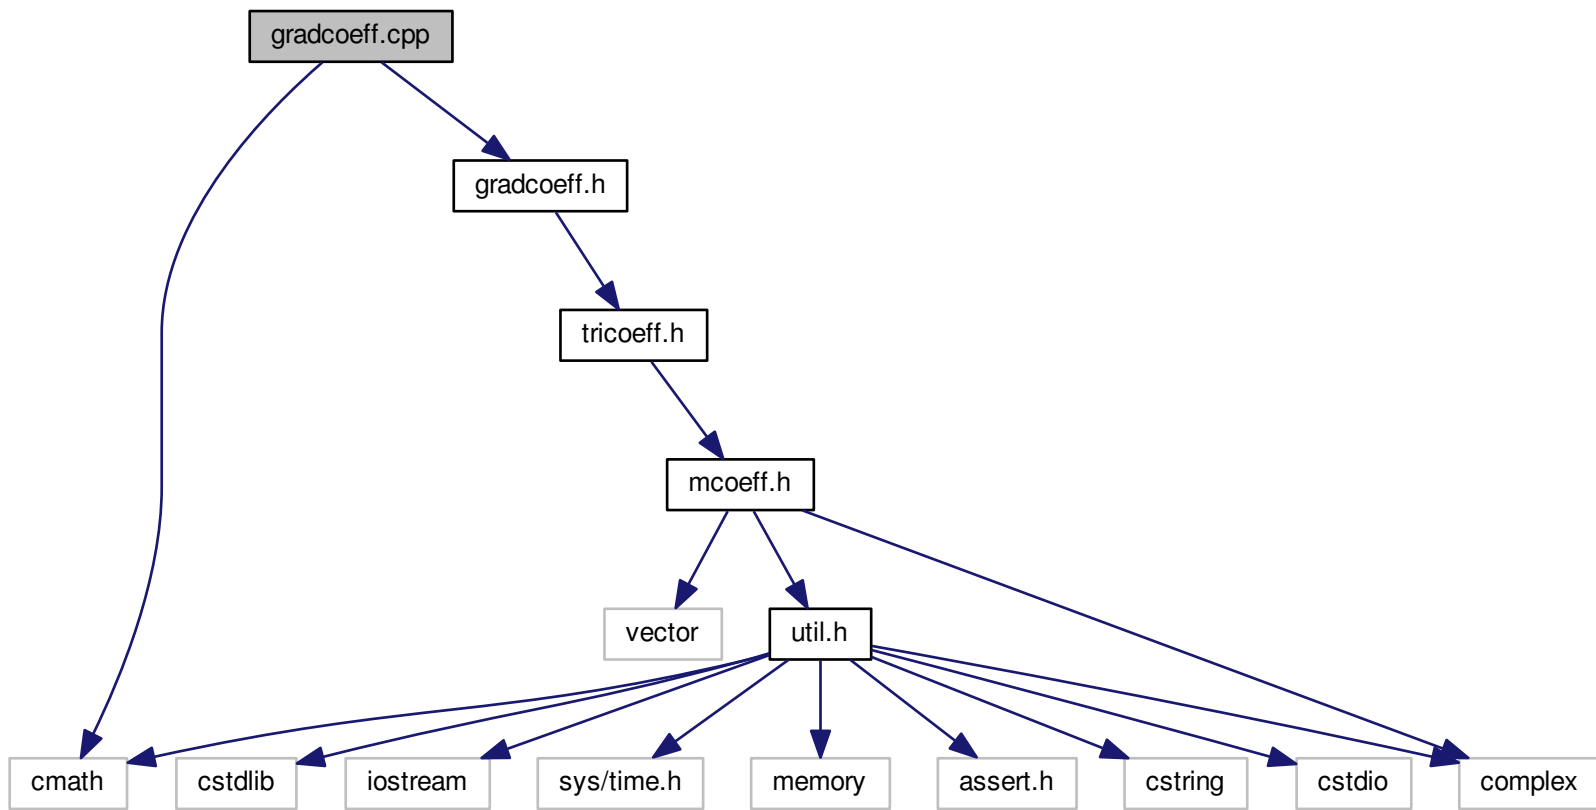 gradcoeff.cpp
gradcoeff.h
tricoeff.h
mcoeff.h
vector
util.h
cmath
cstdlib
iostream
sys/time.h
memory
assert.h
cstring
cstdio
complex